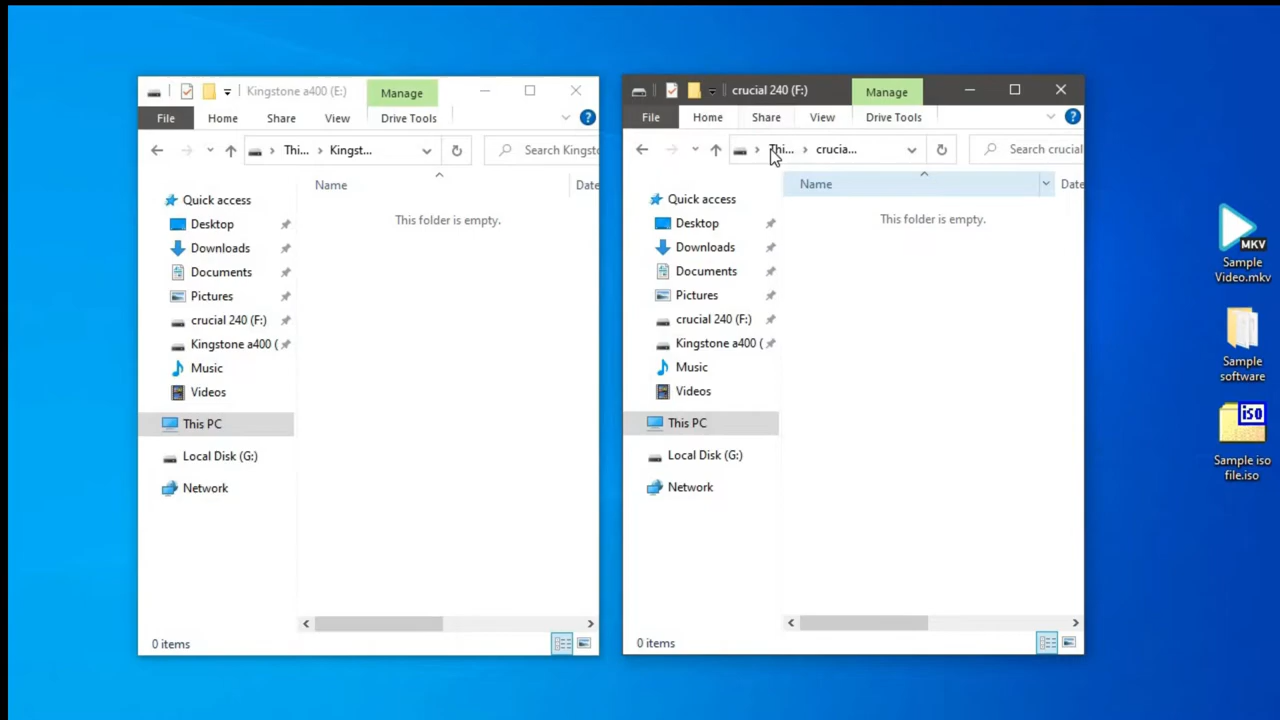 Kingstone a400 (E:)
Manage
File
Home
Share
View
Drive Tools
Thi...
Kingst...
Search Kingsto
Name
Date
This folder is empty.
Quick access
Desktop
Downloads
Documents
Pictures
crucial 240 (F:)
Kingstone a400 (
Music
Videos
This PC
Local Disk (G:)
Network
0 items
crucial 240 (F:)
Manage
File
Home
Share
View
Drive Tools
Thi...
crucia...
Search crucial
Name
Date
This folder is empty.
Quick access
Desktop
Downloads
Documents
Pictures
crucial 240 (F:)
Kingstone a400 (
Music
Videos
This PC
Local Disk (G:)
Network
0 items
MKV
Sample
Video.mkv
Sample
software
iso
Sample iso
file.iso